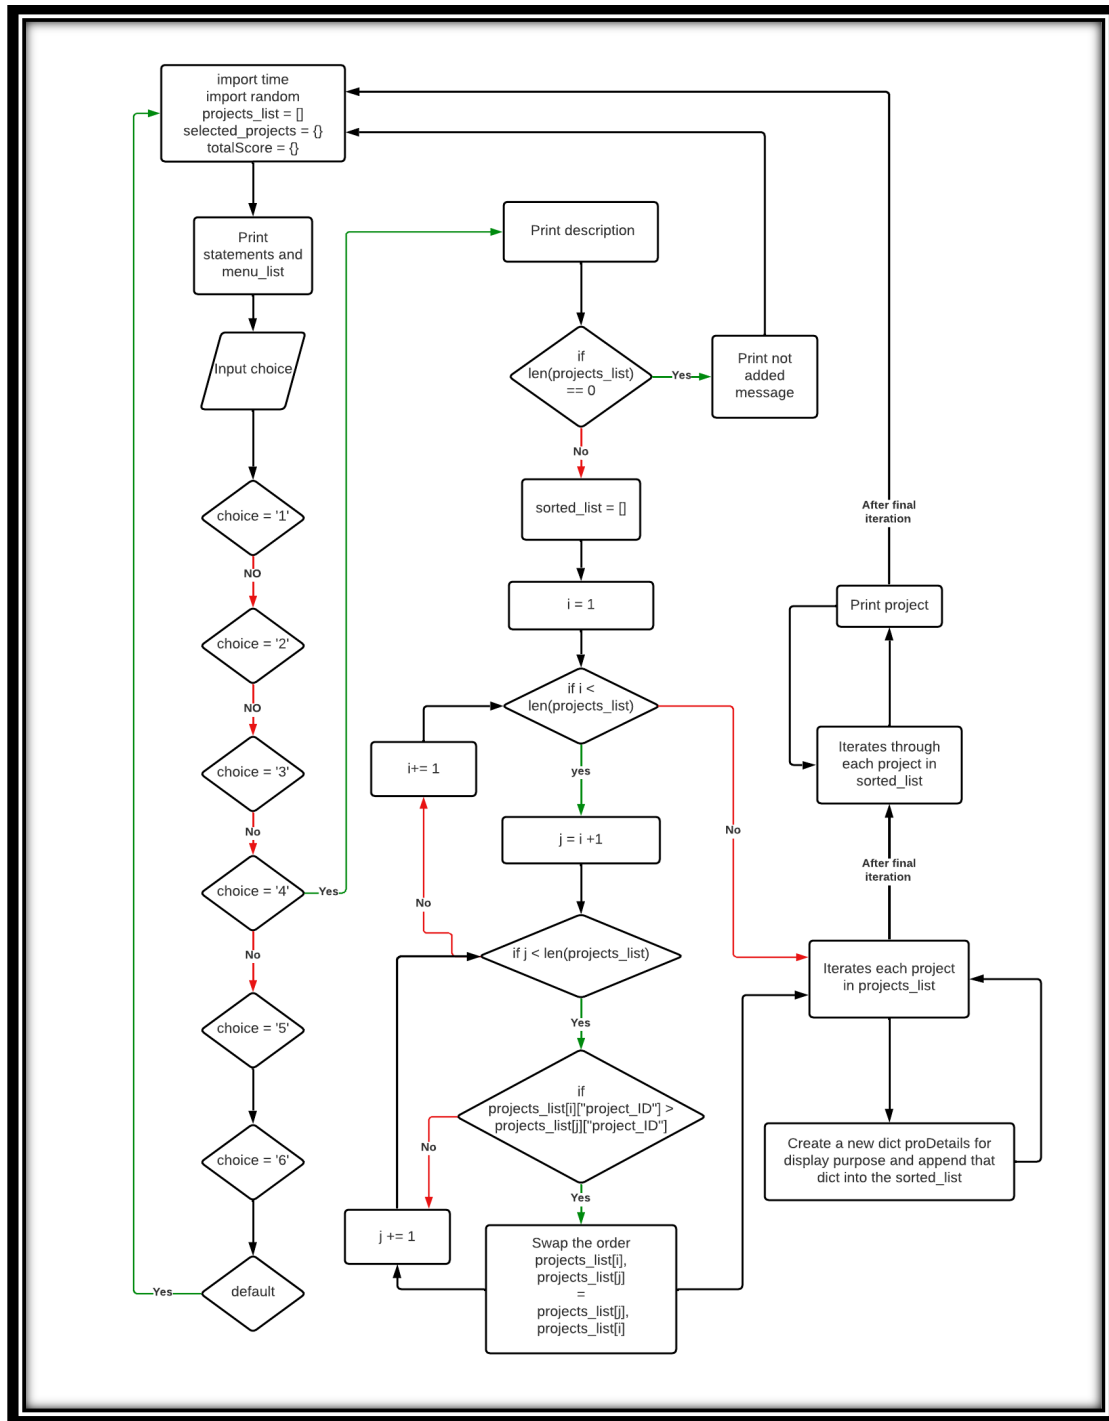 import time
import random
projects_list = []
selected_projects = {}
totalScore = {}
Print
statements and
menu_list
Input choice
choice = '1'
NO
choice = '2'
NO
choice = '3'
No
choice = '4'
Yes
No
choice = '5'
choice = '6'
default
Yes
Print description
if
len(projects_list)
== 0
Yes
Print not
added
message
No
sorted_list = []
i = 1
if i <
len(projects_list)
i+= 1
yes
No
j = i +1
No
if j < len(projects_list)
Yes
if
projects_list[i]["project_ID"] >
projects_list[j]["project_ID"]
No
Yes
j += 1
Swap the order
projects_list[i],
projects_list[j]
=
projects_list[j],
projects_list[i]
After final
iteration
Print project
Iterates through
each project in
sorted_list
After final
iteration
Iterates each project
in projects_list
Create a new dict proDetails for
display purpose and append that
dict into the sorted_list